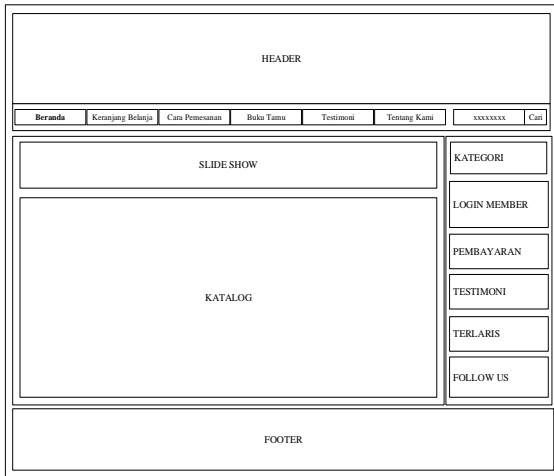 HEADER
Beranda Keranjang Belanja Cara Pemesanan Buku Tamu Testimoni Tentang Kami xxxxxxxx Cari
SLIDE SHOW
KATALOG
KATEGORI
LOGIN MEMBER
PEMBAYARAN
TESTIMONI
TERLARIS
FOLLOW US
FOOTER